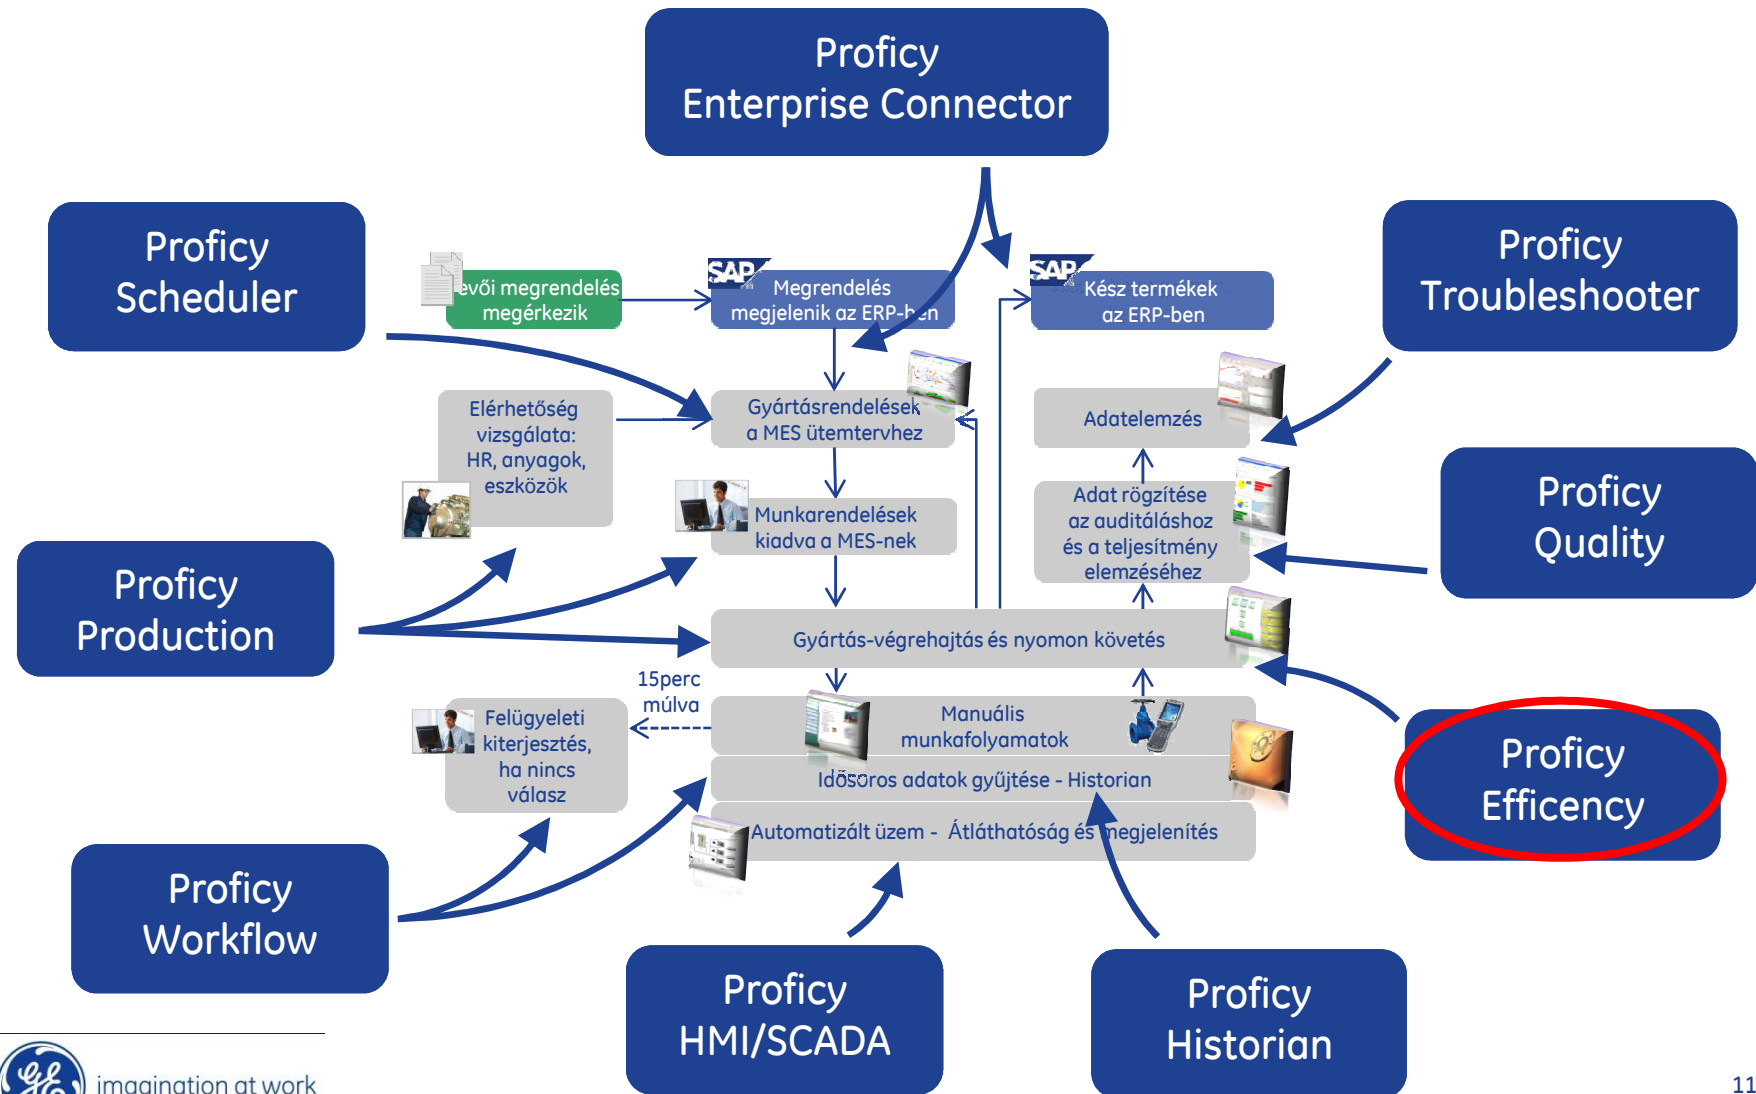 Proficy
Enterprise Connector
Proficy
Scheduler
evői megrendelés
megérkezik
SAP
Megrendelés
megjelenik az ERP-ben
SAP
Kész termékek
az ERP-ben
Proficy
Troubleshooter
Elérhetőség
vizsgálata:
HR, anyagok,
eszközök
Gyártásrendelések
a MES ütemtervhez
Adatelemzés
Proficy
Quality
Munkarendelések
kiadva a MES-nek
Adat rögzítése
az auditáláshoz
és a teljesítmény
elemzéséhez
Proficy
Production
Gyártás-végrehajtás és nyomon követés
15perc
múlva
Felügyeleti
kiterjesztés,
ha nincs
válasz
Manuális
munkafolyamatok
Idősoros adatok gyűjtése - Historian
Automatizált üzem - Átláthatóság és megjelenítés
Proficy
Efficency
Proficy
Workflow
Proficy
HMI/SCADA
Proficy
Historian
GE
imagination at work
11